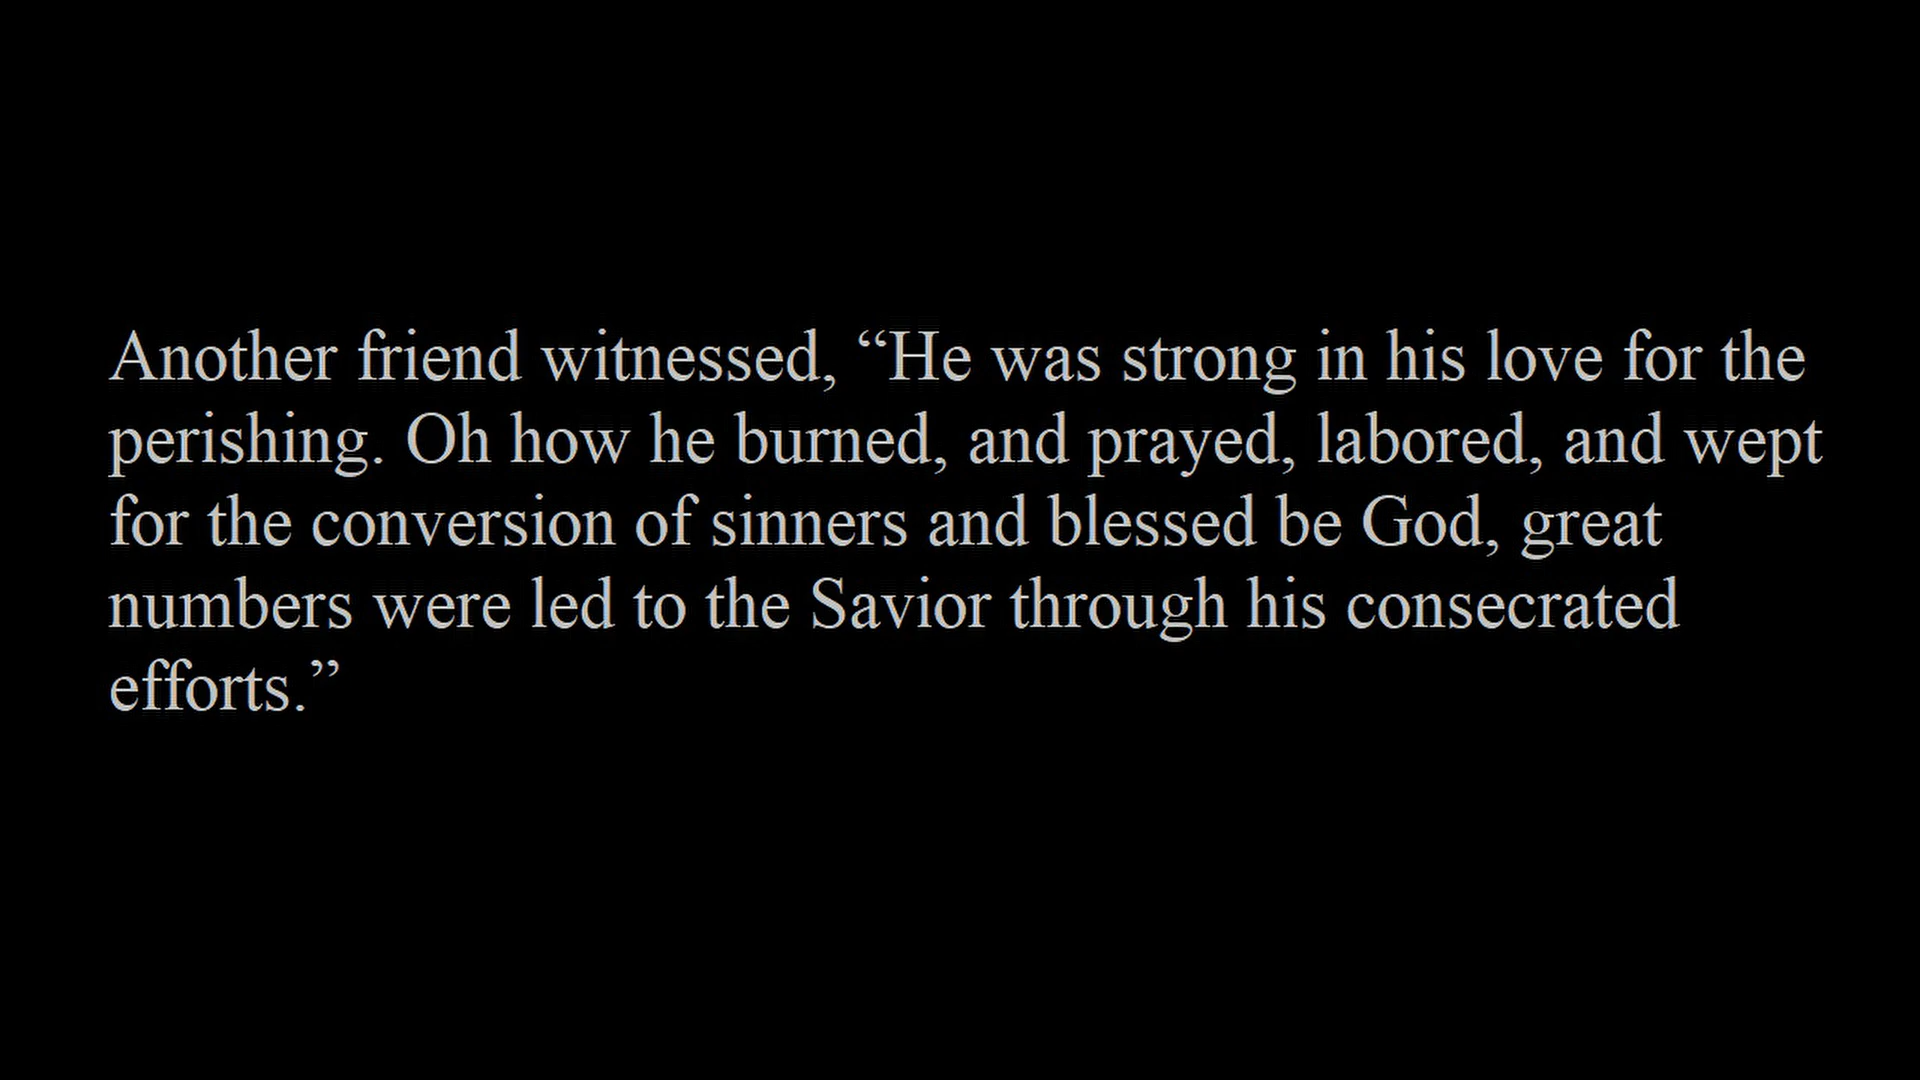 Another friend witnessed, “He was strong in his love for the
perishing. Oh how he burned, and prayed, labored, and wept
for the conversion of sinners and blessed be God, great
numbers were led to the Savior through his consecrated
efforts.”